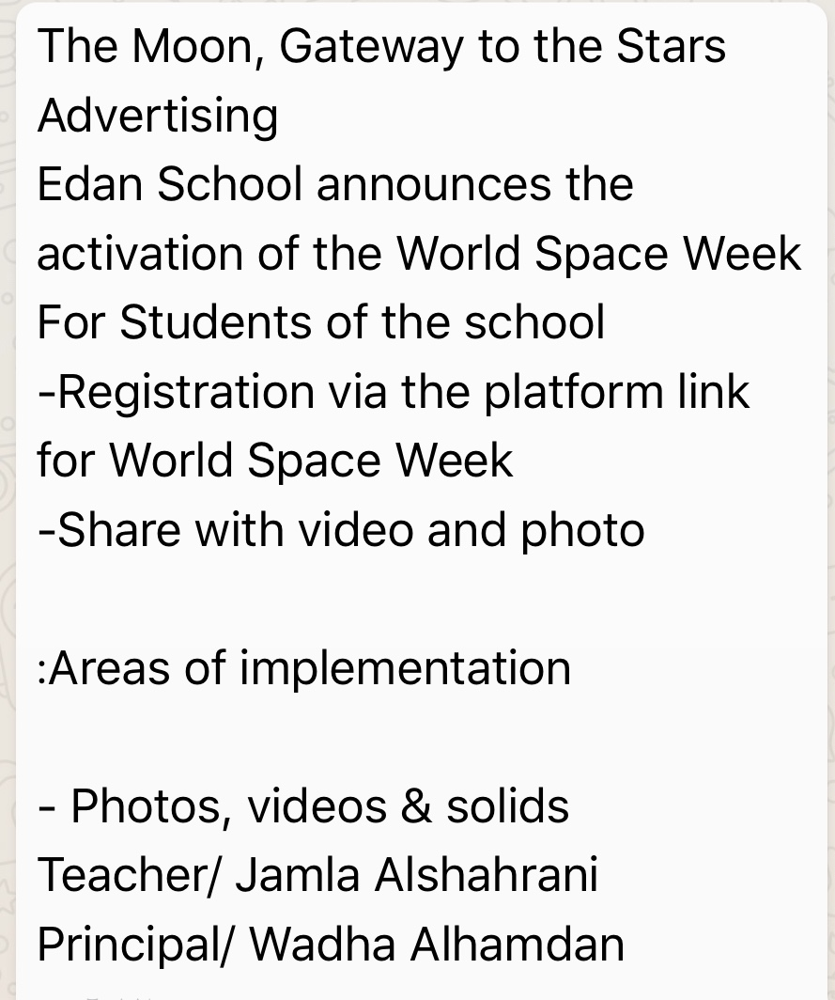 The Moon, Gateway to the Stars
Advertising
Edan School announces the
activation of the World Space Week
For Students of the school
-Registration via the platform link
for World Space Week
-Share with video and photo
:Areas of implementation
- Photos, videos & solids
Teacher/ Jamla Alshahrani
Principal/ Wadha Alhamdan